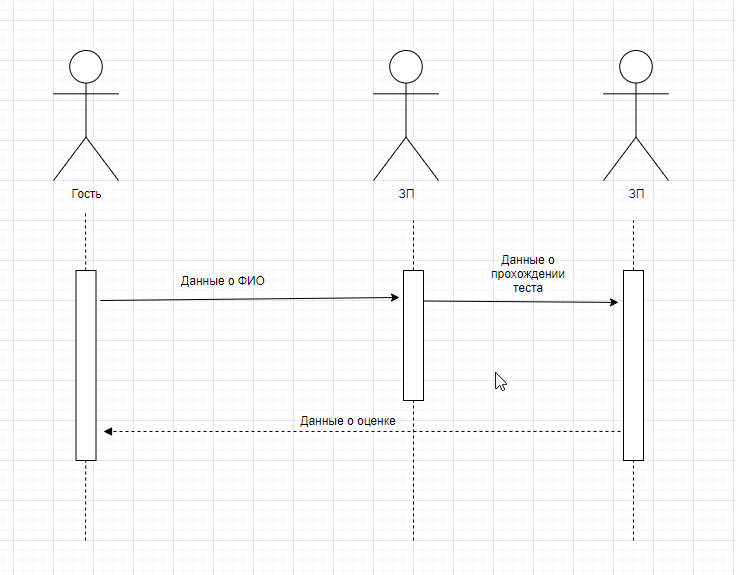 Гость
ЗП
ЗП
Данные о ФИО
Данные о
прохождении
теста
Данные о оценке